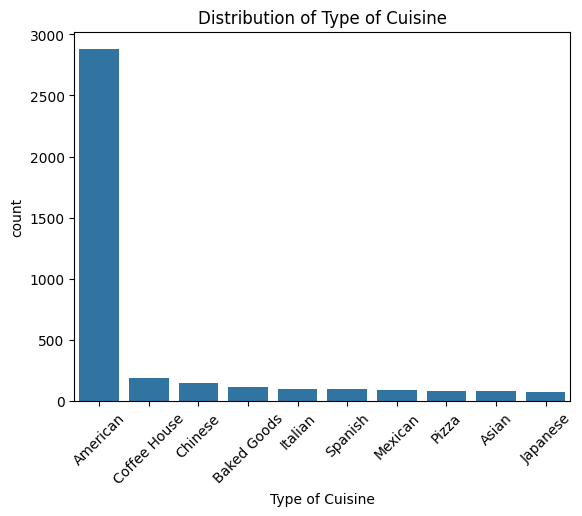 Distribution of Type of Cuisine
3000
2500
2000
1500
1000
500
0
count
American
Coffee House
Chinese
Baked Goods
Italian
Spanish
Mexican
Pizza
Asian
Japanese
Type of Cuisine